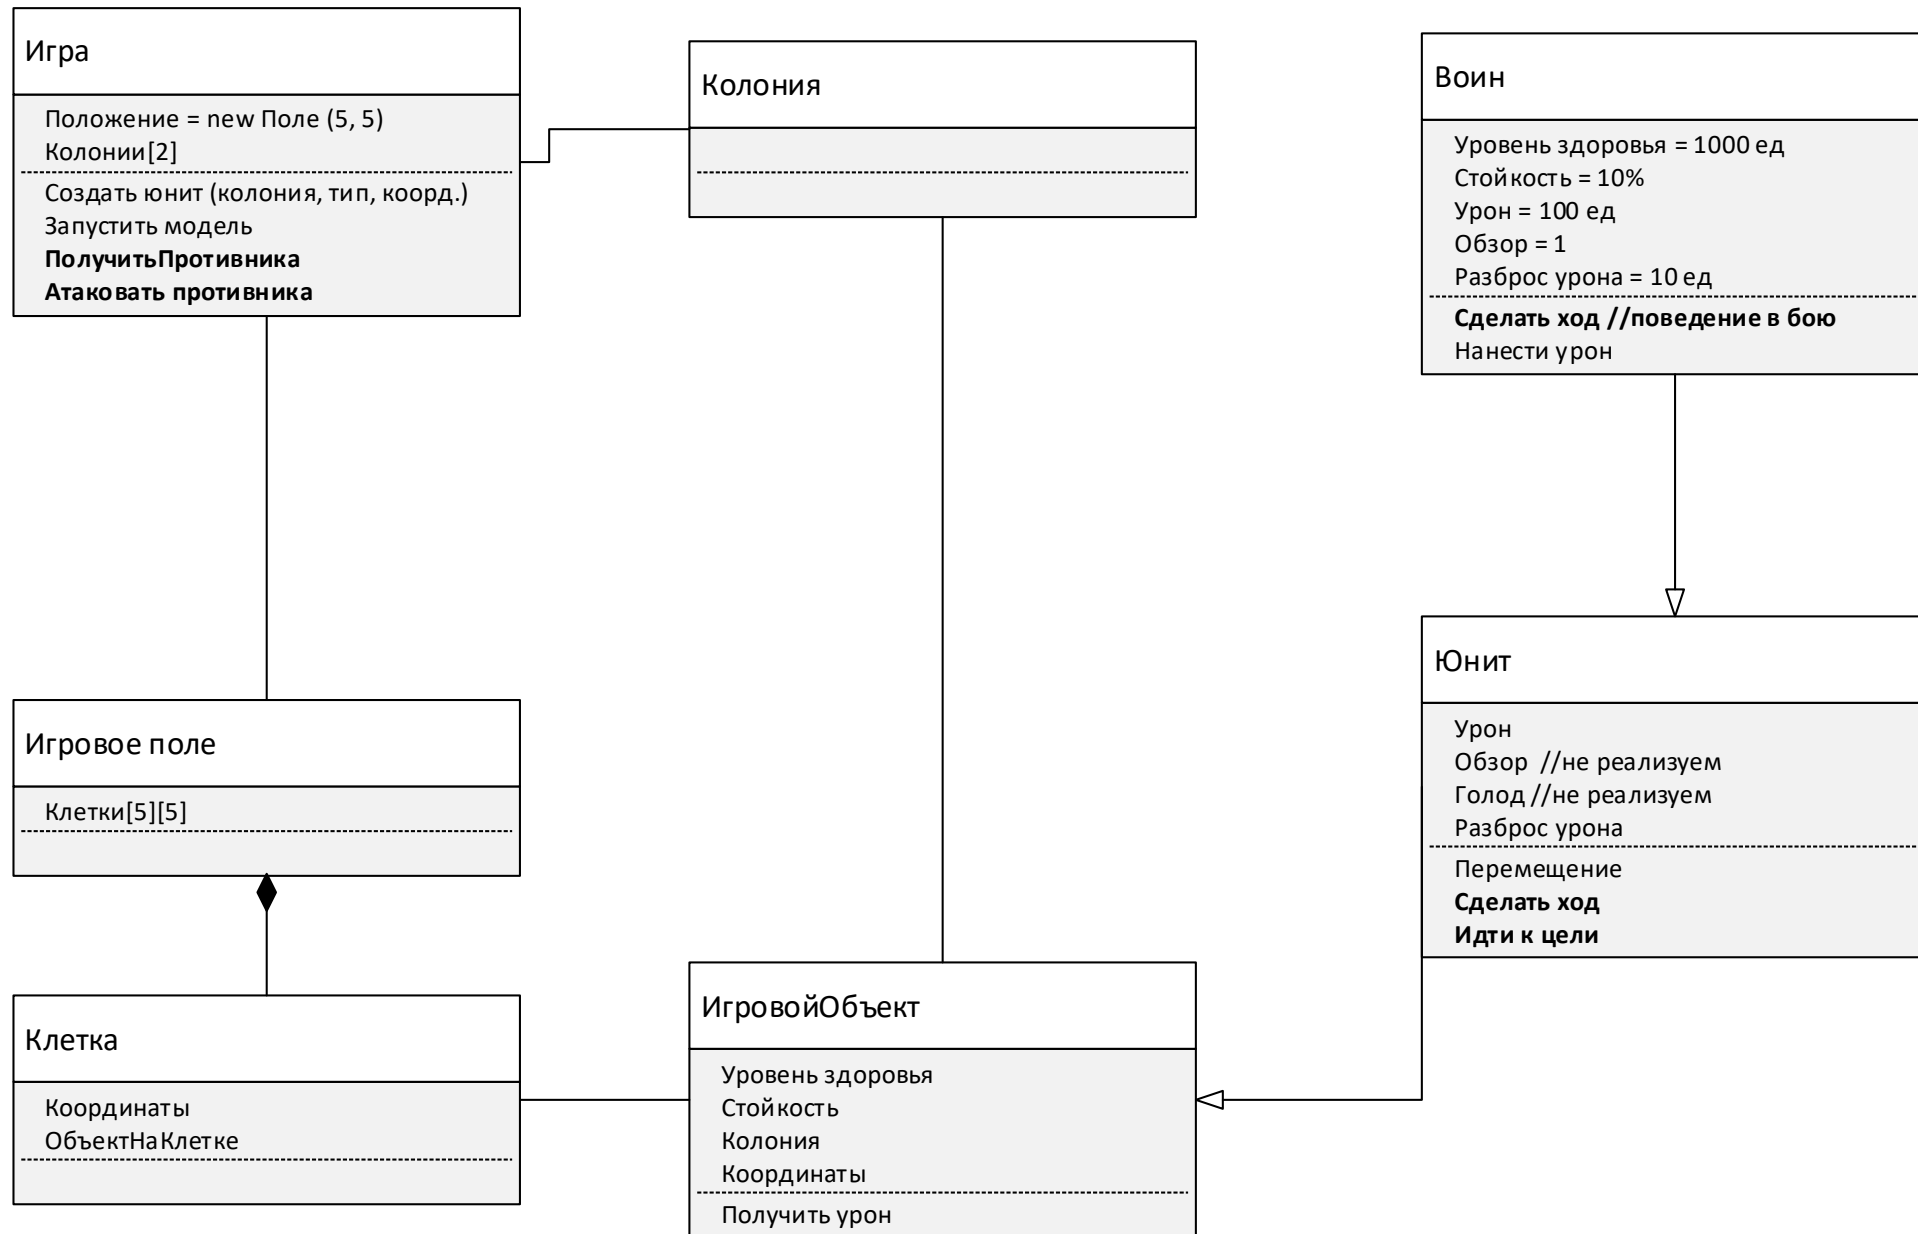 Игра
Положение = new Поле (5, 5)
Колонии[2]
Создать юнит (колония, тип, коорд.)
Запустить модель
ПолучитьПротивника
Атаковать противника
Колония
Воин
Уровень здоровья = 1000 ед
Стойкость = 10%
Урон = 100 ед
Обзор = 1
Разброс урона = 10 ед
Сделать ход //поведение в бою
Нанести урон
Игровое поле
Клетки[5][5]
Юнит
Урон
Обзор //не реализуем
Голод //не реализуем
Разброс урона
Перемещение
Сделать ход
Идти к цели
Клетка
Координаты
ОбъектНаКлетке
ИгровойОбъект
Уровень здоровья
Стойкость
Колония
Координаты
Получить урон